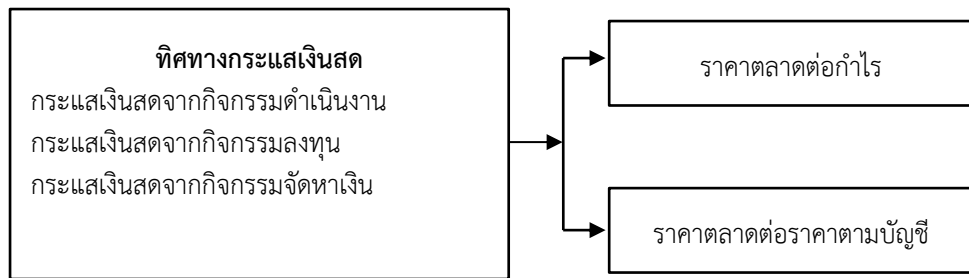 ทิศทางกระแสเงินสด
กระแสเงินสดจากกิจกรรมดำเนินงาน
กระแสเงินสดจากกิจกรรมลงทุน
กระแสเงินสดจากกิจกรรมจัดหาเงิน
ราคาตลาดต่อกำไร
ราคาตลาดต่อราคาตามบัญชี